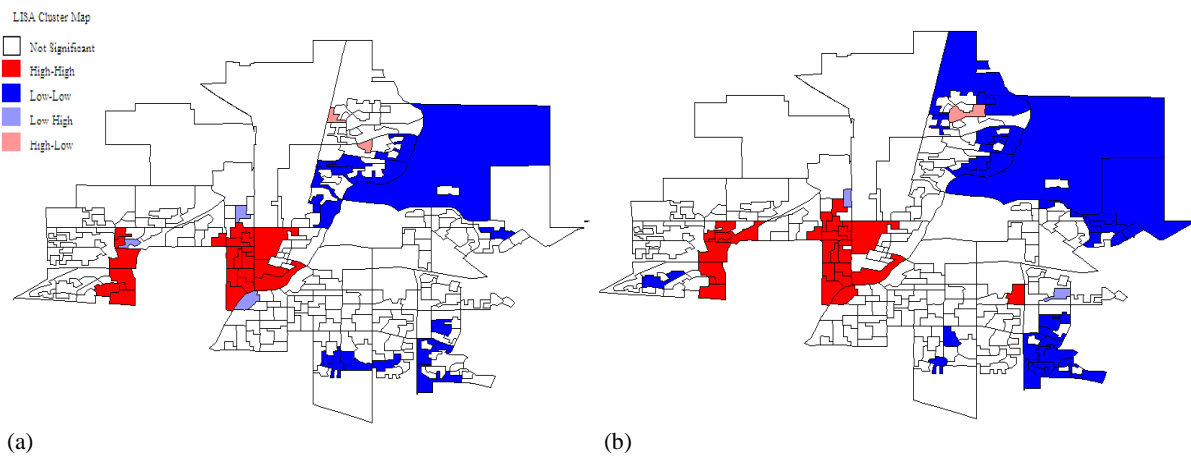 LISA Cluster Map
Not Significant
High-High
Low-Low
Low High
High-Low
(a)
(b)